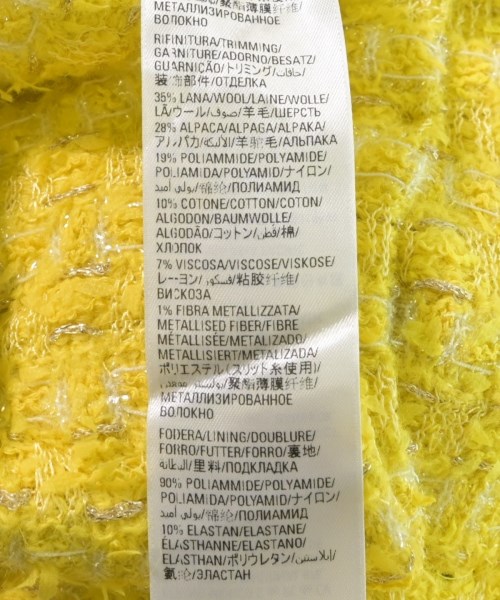 МЕТАЛЛИЗИРОВАННОЕ
ВОЛОКНО
RIFINITURA/TRIMMING/
GARNITURE/ADORNO/BESATZ/
GUARNIÇÃO/トリミング/حافات/
装饰部件/ОТДЕЛКА
35% LANA/WOOL/LAINE/WOLLE/
LÃ/ウール/صوف/羊毛/ШЕРСТЬ
28% ALPACA/ALPAGA/ALPAKA/
アルパカ/الألبكة/羊驼毛/АЛЬПАКА
19% POLIAMMIDE/POLYAMIDE/
POLIAMIDA/POLYAMID/ナイロン/
بولي أميد/锦纶/ПОЛИАМИД
10% COTONE/COTTON/COTON/
ALGODON/BAUMWOLLE/
ALGODÃO/コットン/قطن/棉/
ХЛОПОК
7% VISCOSA/VISCOSE/VISKOSE/
レーヨン/فسكوز/粘胶纤维/
ВИСКОЗА
1% FIBRA METALLIZZATA/
METALLISED FIBER/FIBRE
MÉTALLISÉE/METALIZADO/
METALLISIERT/METALIZADA/
ポリエステル(スリット糸使用)/
بوليستر معدني/聚酯薄膜纤维/
МЕТАЛЛИЗИРОВАННОЕ
ВОЛОКНО
FODERA/LINING/DOUBLURE/
FORRO/FUTTER/FORRO/裏地/
البطانة/里料/ПОДКЛАДКА
90% POLIAMMIDE/POLYAMIDE/
POLIAMIDA/POLYAMID/ナイロン/
بولي أميد/锦纶/ПОЛИАМИД
10% ELASTAN/ELASTANE/
ÉLASTHANNE/ELASTANO/
ELASTHAN/ポリウレタン/إيلاستين/
氨纶/ЭЛАСТАН